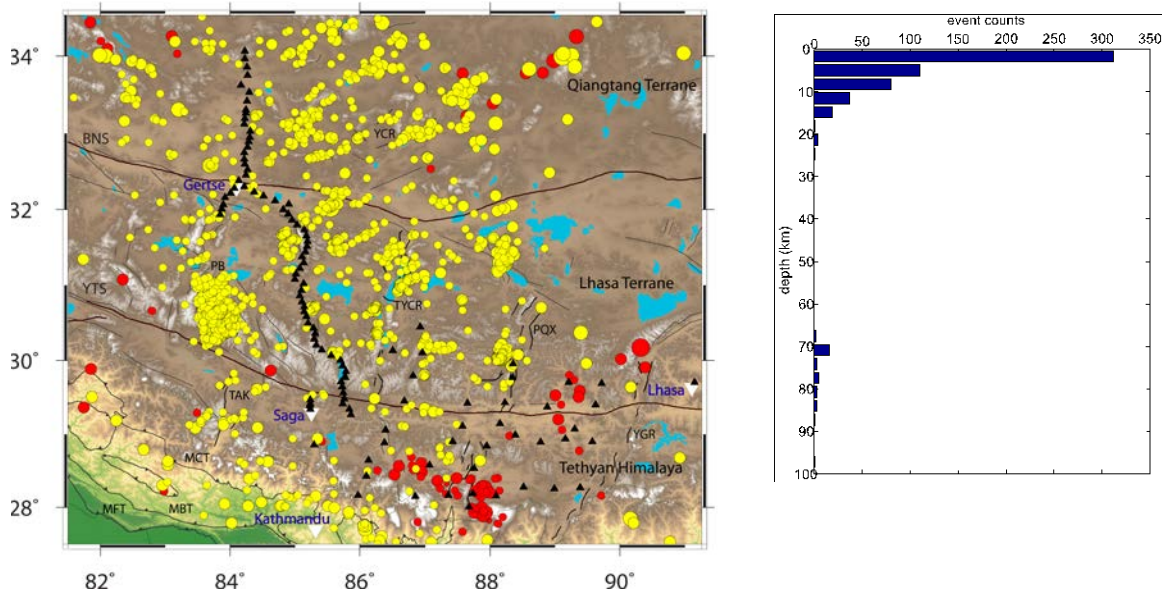 34°
32°
30°
28°
82°
84°
86°
88°
90°
Qiangtang Terrane
YCR
BNS
Gertse
PB
Lhasa Terrane
YTS
TYCR
PQX
Lhasa
TAK
Saga
YGR
MCT
Tethyan Himalaya
MFT
MBT
Kathmandu
event counts
0 50 100 150 200 250 300 350
0
10
20
30
40
50
60
70
80
90
100
depth (km)